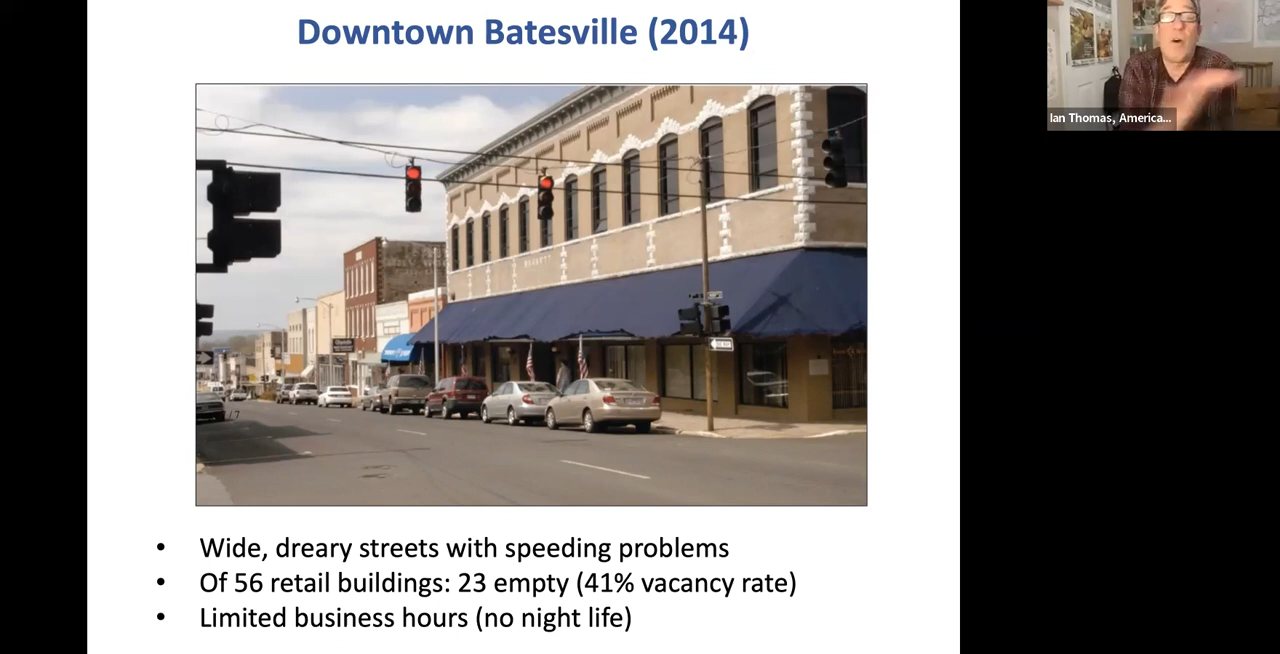 Downtown Batesville (2014)
Ian Thomas, America...
• Wide, dreary streets with speeding problems
• Of 56 retail buildings: 23 empty (41% vacancy rate)
• Limited business hours (no night life)